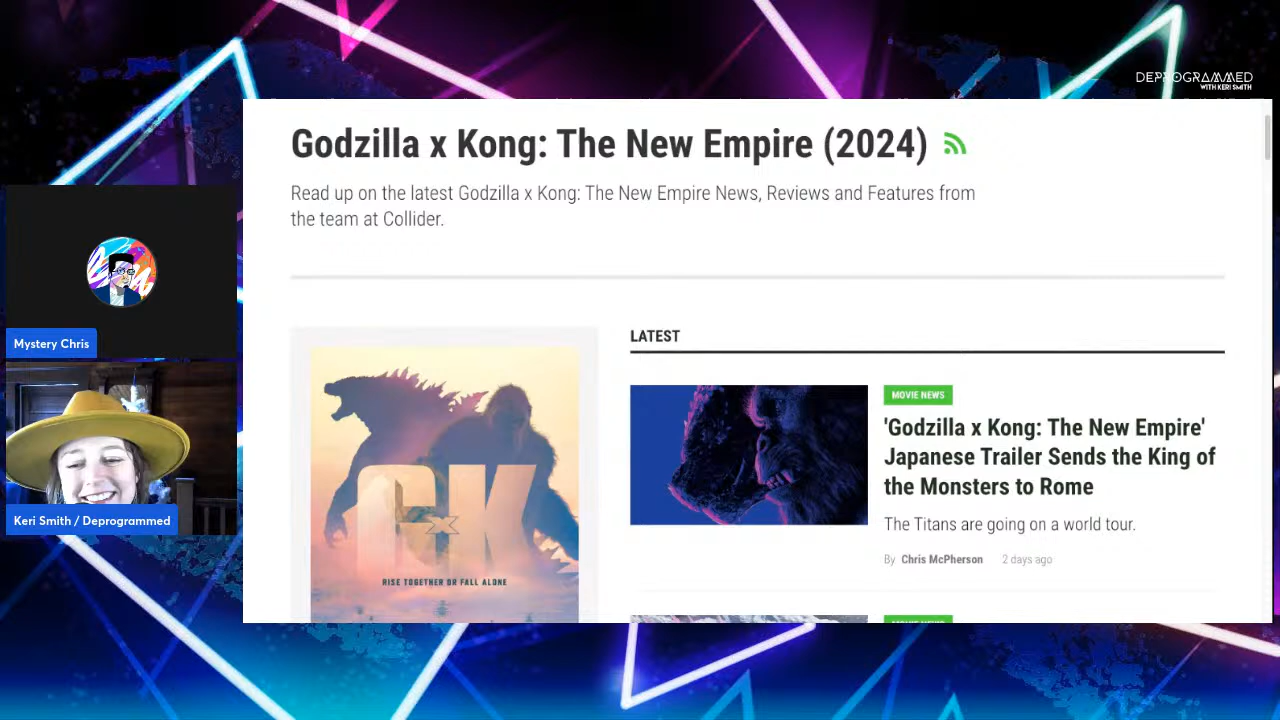 DEPROGRAMMED
WITH KERI SMITH
Godzilla x Kong: The New Empire (2024)
Read up on the latest Godzilla x Kong: The New Empire News, Reviews and Features from
the team at Collider.
LATEST
MOVIE NEWS
'Godzilla x Kong: The New Empire'
Japanese Trailer Sends the King of
the Monsters to Rome
The Titans are going on a world tour.
By Chris McPherson 2 days ago
G x K
RISE TOGETHER OR FALL ALONE
Mystery Chris
Keri Smith / Deprogrammed